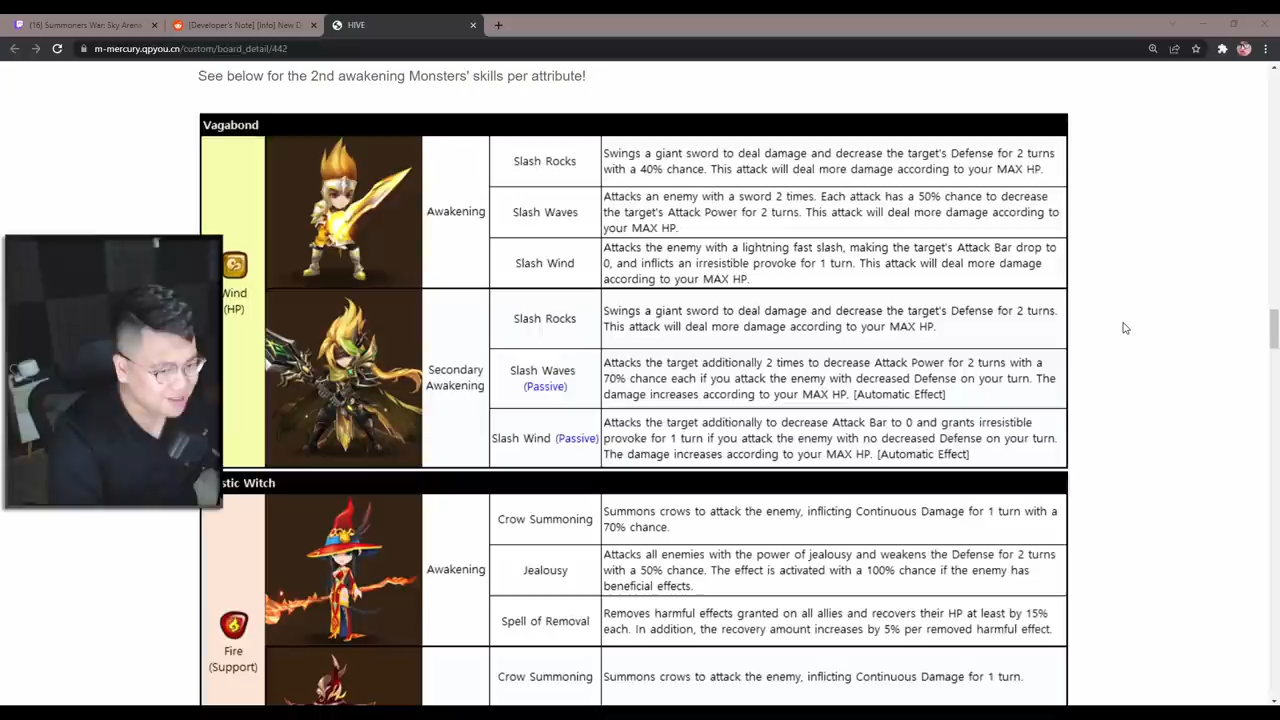 (16) Summoners War: Sky Arena
[Developer's Note] [Info] New D
HIVE
m-mercury.qpyou.cn/custom/board_detail/442
See below for the 2nd awakening Monsters' skills per attribute!
Vagabond
Wind
(HP)
Awakening
Slash Rocks
Swings a giant sword to deal damage and decrease the target's Defense for 2 turns
with a 40% chance. This attack will deal more damage according to your MAX HP.
Slash Waves
Attacks an enemy with a sword 2 times. Each attack has a 50% chance to decrease
the target's Attack Power for 2 turns. This attack will deal more damage according to
your MAX HP.
Slash Wind
Attacks the enemy with a lightning fast slash, making the target's Attack Bar drop to
0, and inflicts an irresistible provoke for 1 turn. This attack will deal more damage
according to your MAX HP.
Secondary
Awakening
Slash Rocks
Swings a giant sword to deal damage and decrease the target's Defense for 2 turns.
This attack will deal more damage according to your MAX HP.
Slash Waves
(Passive)
Attacks the target additionally 2 times to decrease Attack Power for 2 turns with a
70% chance each if you attack the enemy with decreased Defense on your turn. The
damage increases according to your MAX HP. [Automatic Effect]
Slash Wind (Passive)
Attacks the target additionally to decrease Attack Bar to 0 and grants irresistible
provoke for 1 turn if you attack the enemy with no decreased Defense on your turn.
The damage increases according to your MAX HP. [Automatic Effect]
stic Witch
Fire
(Support)
Awakening
Crow Summoning
Summons crows to attack the enemy, inflicting Continuous Damage for 1 turn with a
70% chance.
Jealousy
Attacks all enemies with the power of jealousy and weakens the Defense for 2 turns
with a 50% chance. The effect is activated with a 100% chance if the enemy has
beneficial effects.
Spell of Removal
Removes harmful effects granted on all allies and recovers their HP at least by 15%
each. In addition, the recovery amount increases by 5% per removed harmful effect.
Crow Summoning
Summons crows to attack the enemy, inflicting Continuous Damage for 1 turn.